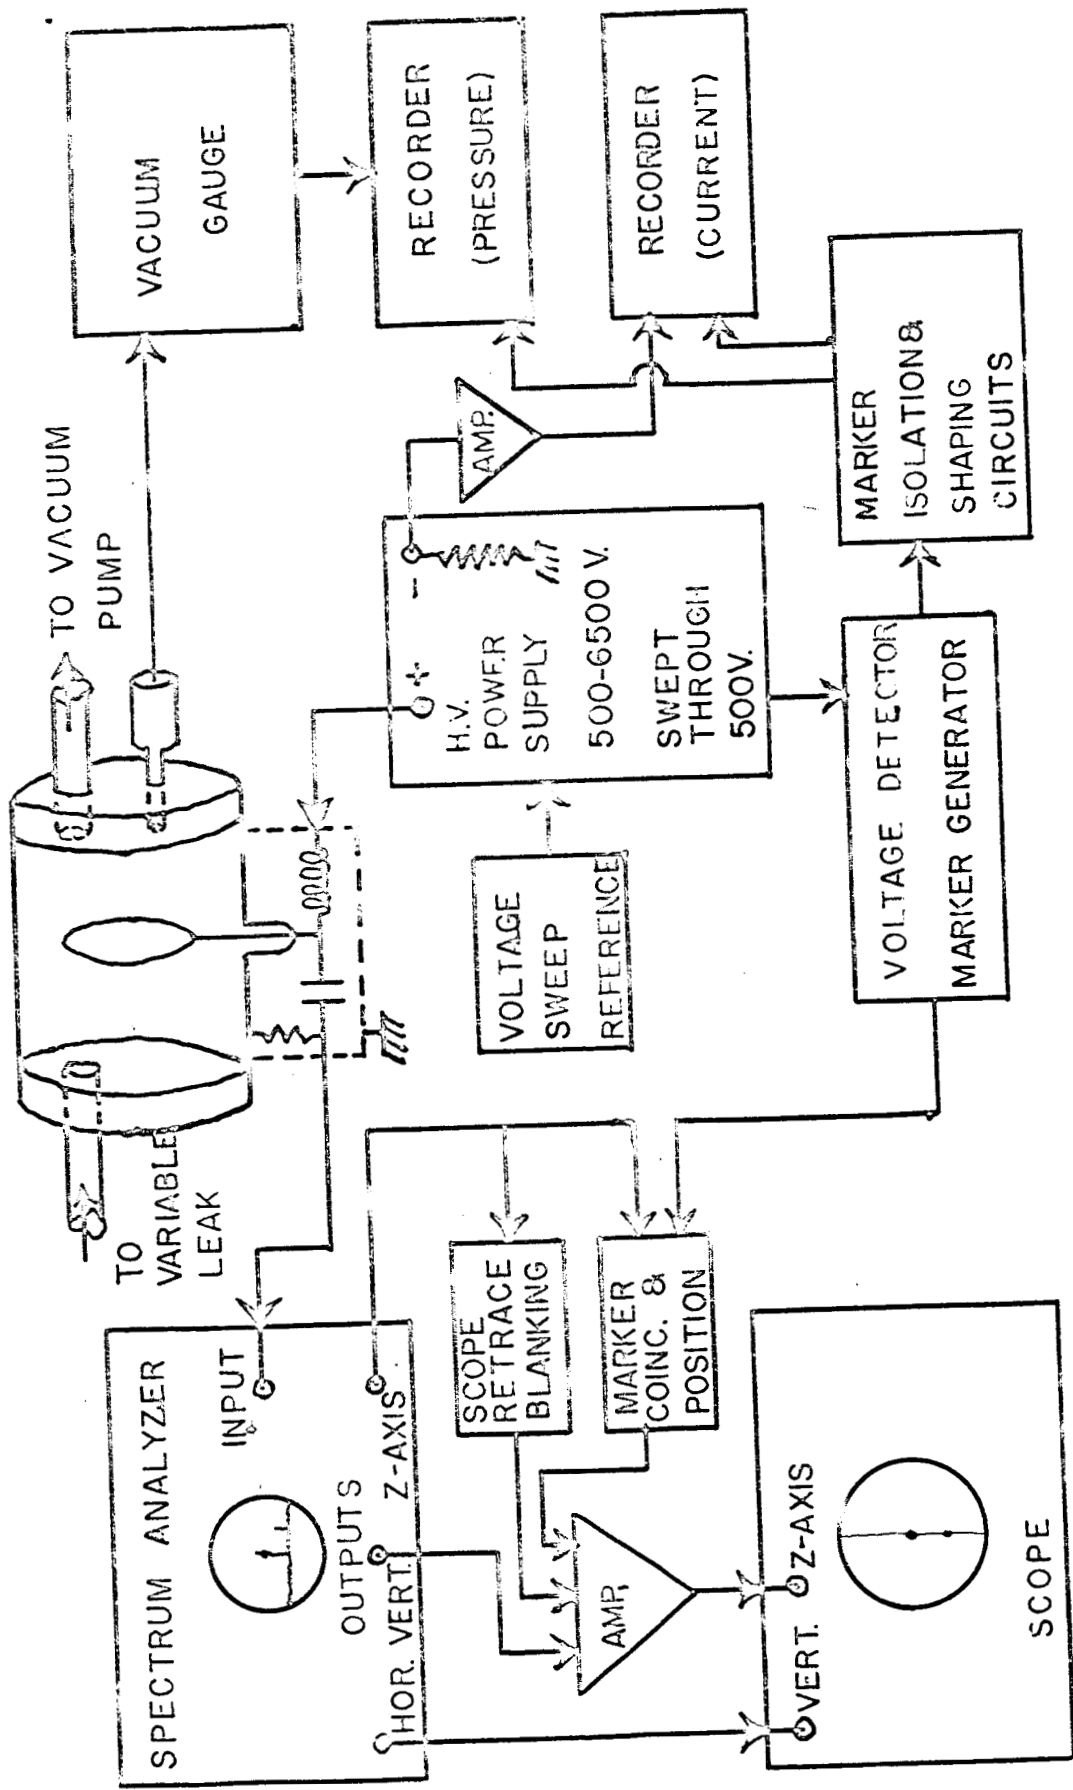 SPECTRUM ANALYZER
INPUT
OUTPUTS
HOR. VERT. Z-AXIS
TO
VARIABLE
LEAK
TO VACUUM
PUMP
VACUUM
GAUGE
RECORDER
(PRESSURE)
RECORDER
(CURRENT)
AMP.
+ -
H.V.
POWER
SUPPLY
500-6500 V.
SWEPT
THROUGH
500V.
VOLTAGE
SWEEP
REFERENCE
SCOPE
RETRACE
BLANKING
MARKER
COINC. &
POSITION
AMP.
VOLTAGE DETECTOR
MARKER GENERATOR
MARKER
ISOLATION &
SHAPING
CIRCUITS
VERT. Z-AXIS
SCOPE